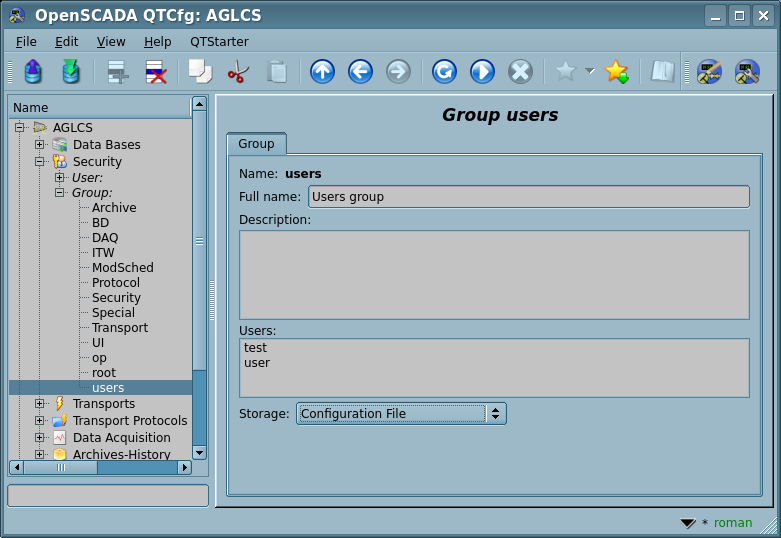 OpenSCADA QTCfg: AGLCS
File Edit View Help QTStarter
Name
AGLCS
Data Bases
Security
User:
Group:
Archive
BD
DAQ
ITW
ModSched
Protocol
Security
Special
Transport
UI
op
root
users
Transports
Transport Protocols
Data Acquisition
Archives-History
Group users
Group
Name: users
Full name: Users group
Description:
Users:
test
user
Storage: Configuration File
* roman